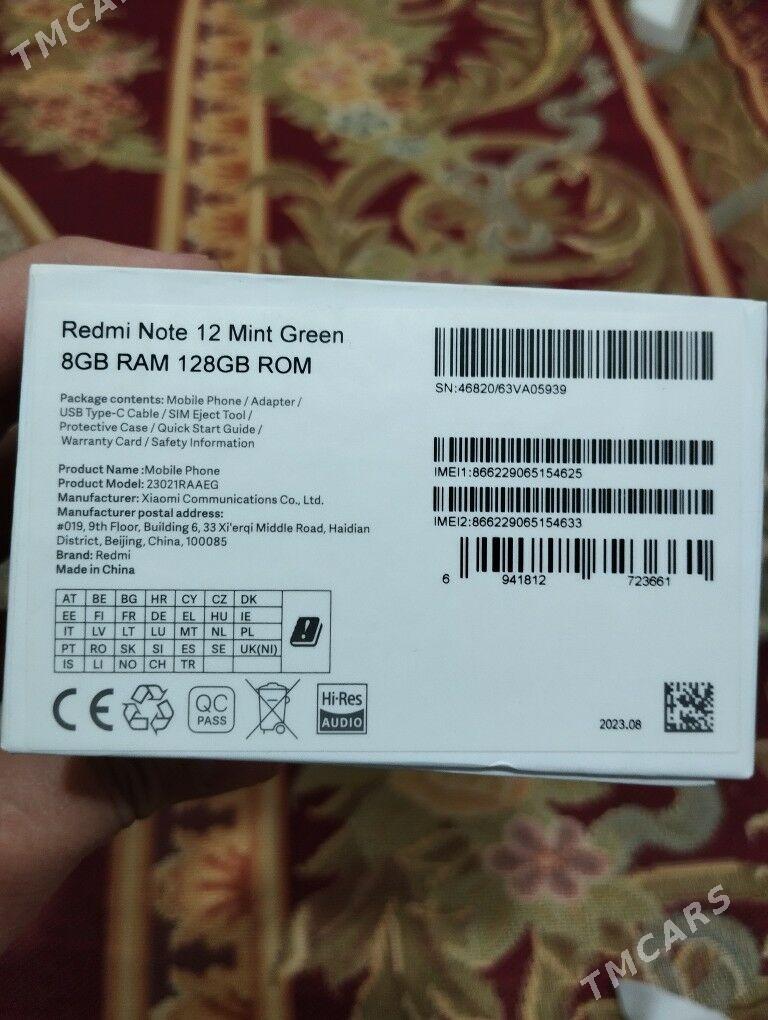 TMCARS
Redmi Note 12 Mint Green
8GB RAM 128GB ROM
Package contents: Mobile Phone / Adapter /
USB Type-C Cable / SIM Eject Tool /
Protective Case / Quick Start Guide /
Warranty Card / Safety Information
Product Name :Mobile Phone
Product Model: 23021RAAEG
Manufacturer: Xiaomi Communications Co., Ltd.
Manufacturer postal address:
#019, 9th Floor, Building 6, 33 Xi'erqi Middle Road, Haidian
District, Beijing, China, 100085
Brand: Redmi
Made in China
AT BE BG HR CY CZ DK
EE FI FR DE EL HU IE
IT LV LT LU MT NL PL
PT RO SK SI ES SE UK(NI)
IS LI NO CH TR
CE
QC
PASS
Hi-Res
AUDIO
SN:46820/63VA05939
IMEI1:866229065154625
IMEI2:866229065154633
6 941812 723661
2023.08
TMCARS